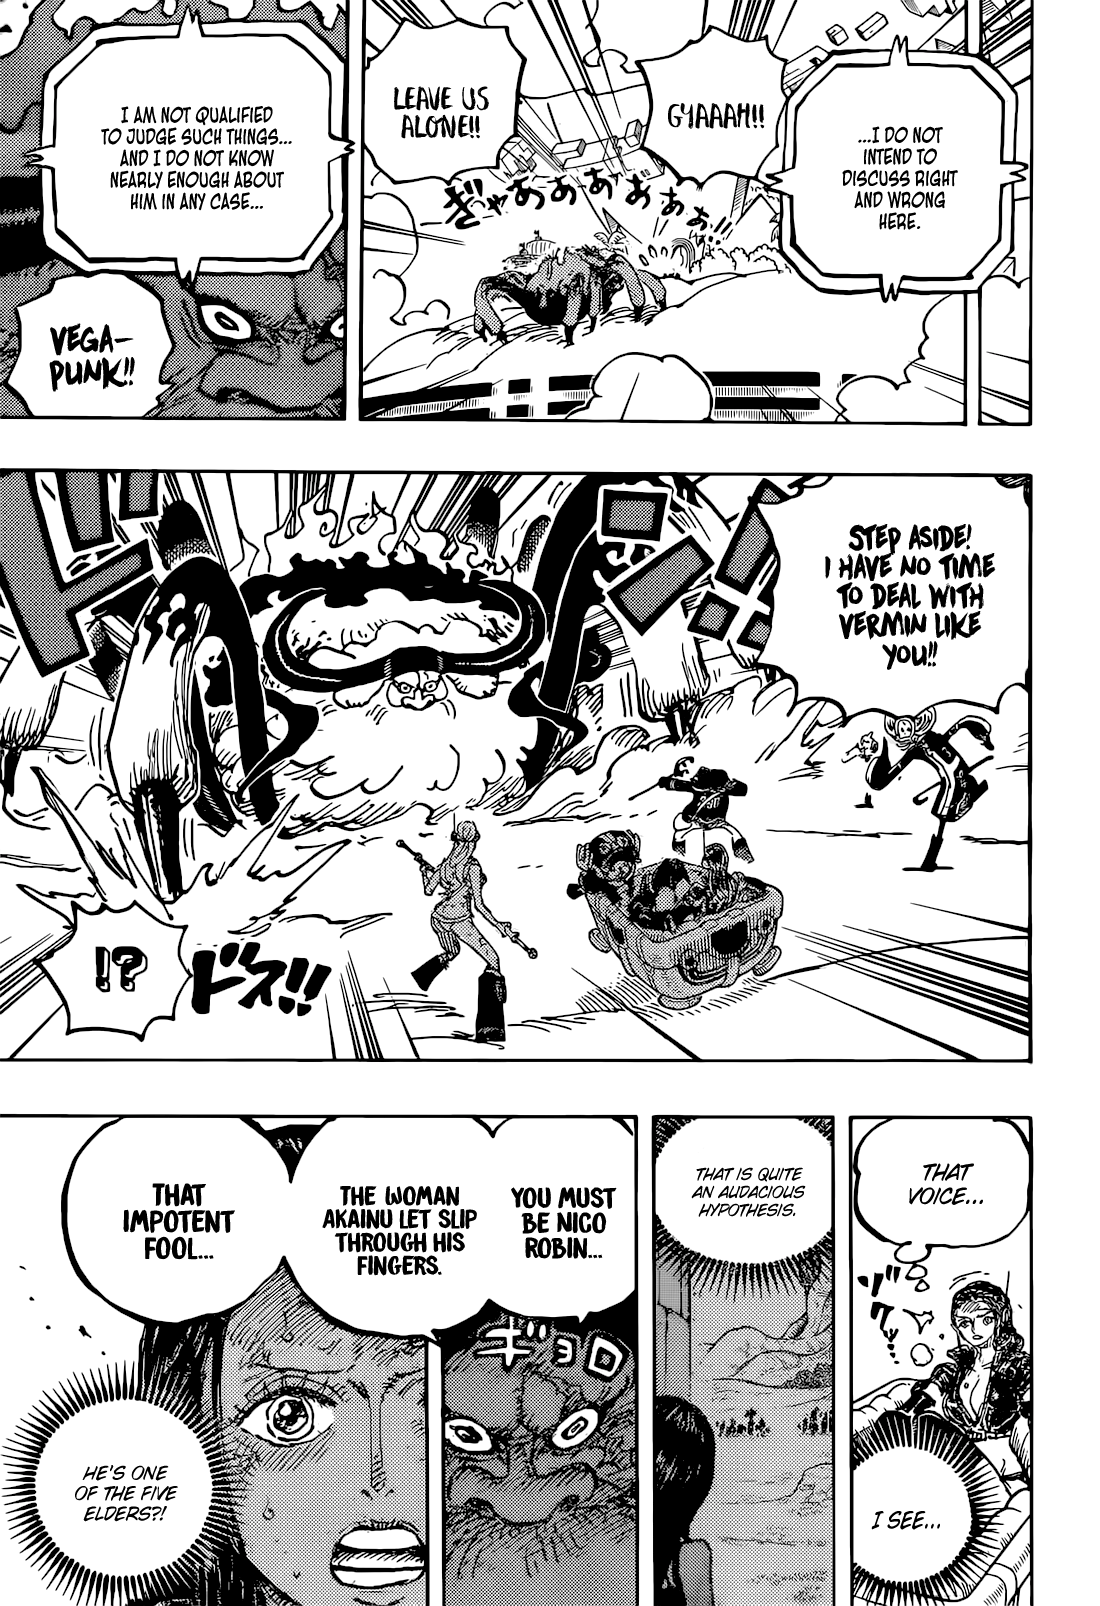 ...I DO NOT
INTEND TO
DISCUSS RIGHT
AND WRONG
HERE.
GYAAAH!!
LEAVE US
ALONE!!
ぎゃああああああぁ!!
I AM NOT QUALIFIED
TO JUDGE SUCH THINGS...
AND I DO NOT KNOW
NEARLY ENOUGH ABOUT
HIM IN ANY CASE...
VEGA-
PUNK!!
STEP ASIDE!
I HAVE NO TIME
TO DEAL WITH
VERMIN LIKE
YOU!!
ドドロ!!
!?
ドス!!
THAT
VOICE...
ゾクッ
I SEE...
THAT IS QUITE
AN AUDACIOUS
HYPOTHESIS.
YOU MUST
BE NICO
ROBIN...
ギョロ
THE WOMAN
AKAINU LET SLIP
THROUGH HIS
FINGERS.
THAT
IMPOTENT
FOOL...
HE'S ONE
OF THE FIVE
ELDERS?!